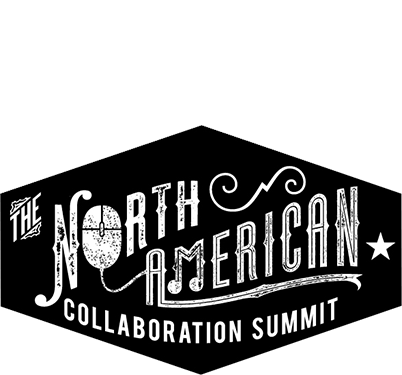 THE
NORTH
AMERICAN
COLLABORATION SUMMIT